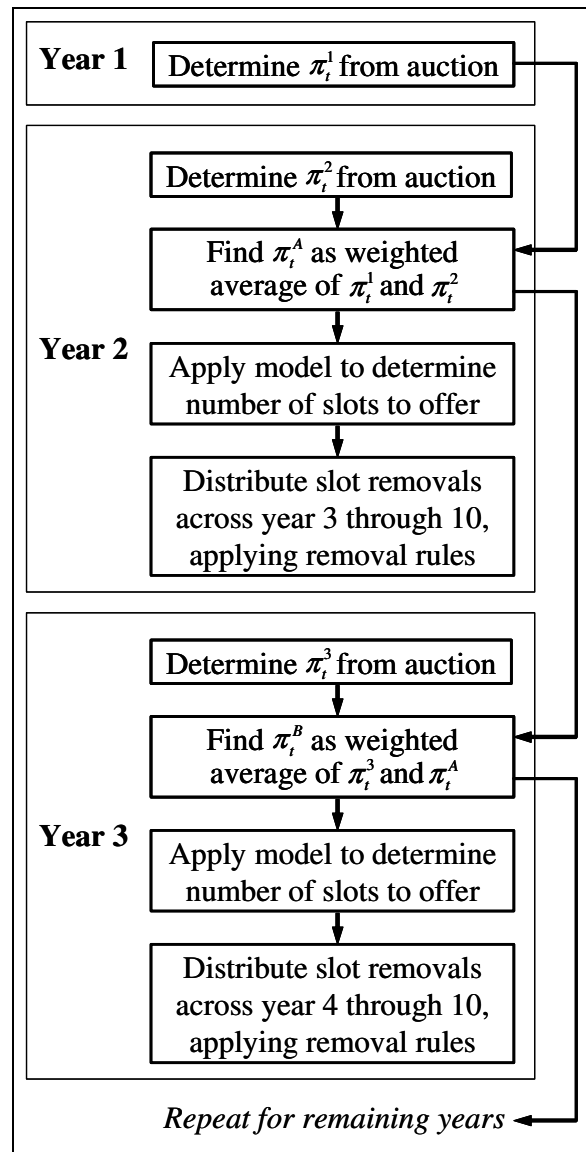 Year 1
Determine π_t^1 from auction
Year 2
Determine π_t^2 from auction
Find π_t^A as weighted
average of π_t^1 and π_t^2
Apply model to determine
number of slots to offer
Distribute slot removals
across year 3 through 10,
applying removal rules
Year 3
Determine π_t^3 from auction
Find π_t^B as weighted
average of π_t^3 and π_t^A
Apply model to determine
number of slots to offer
Distribute slot removals
across year 4 through 10,
applying removal rules
Repeat for remaining years